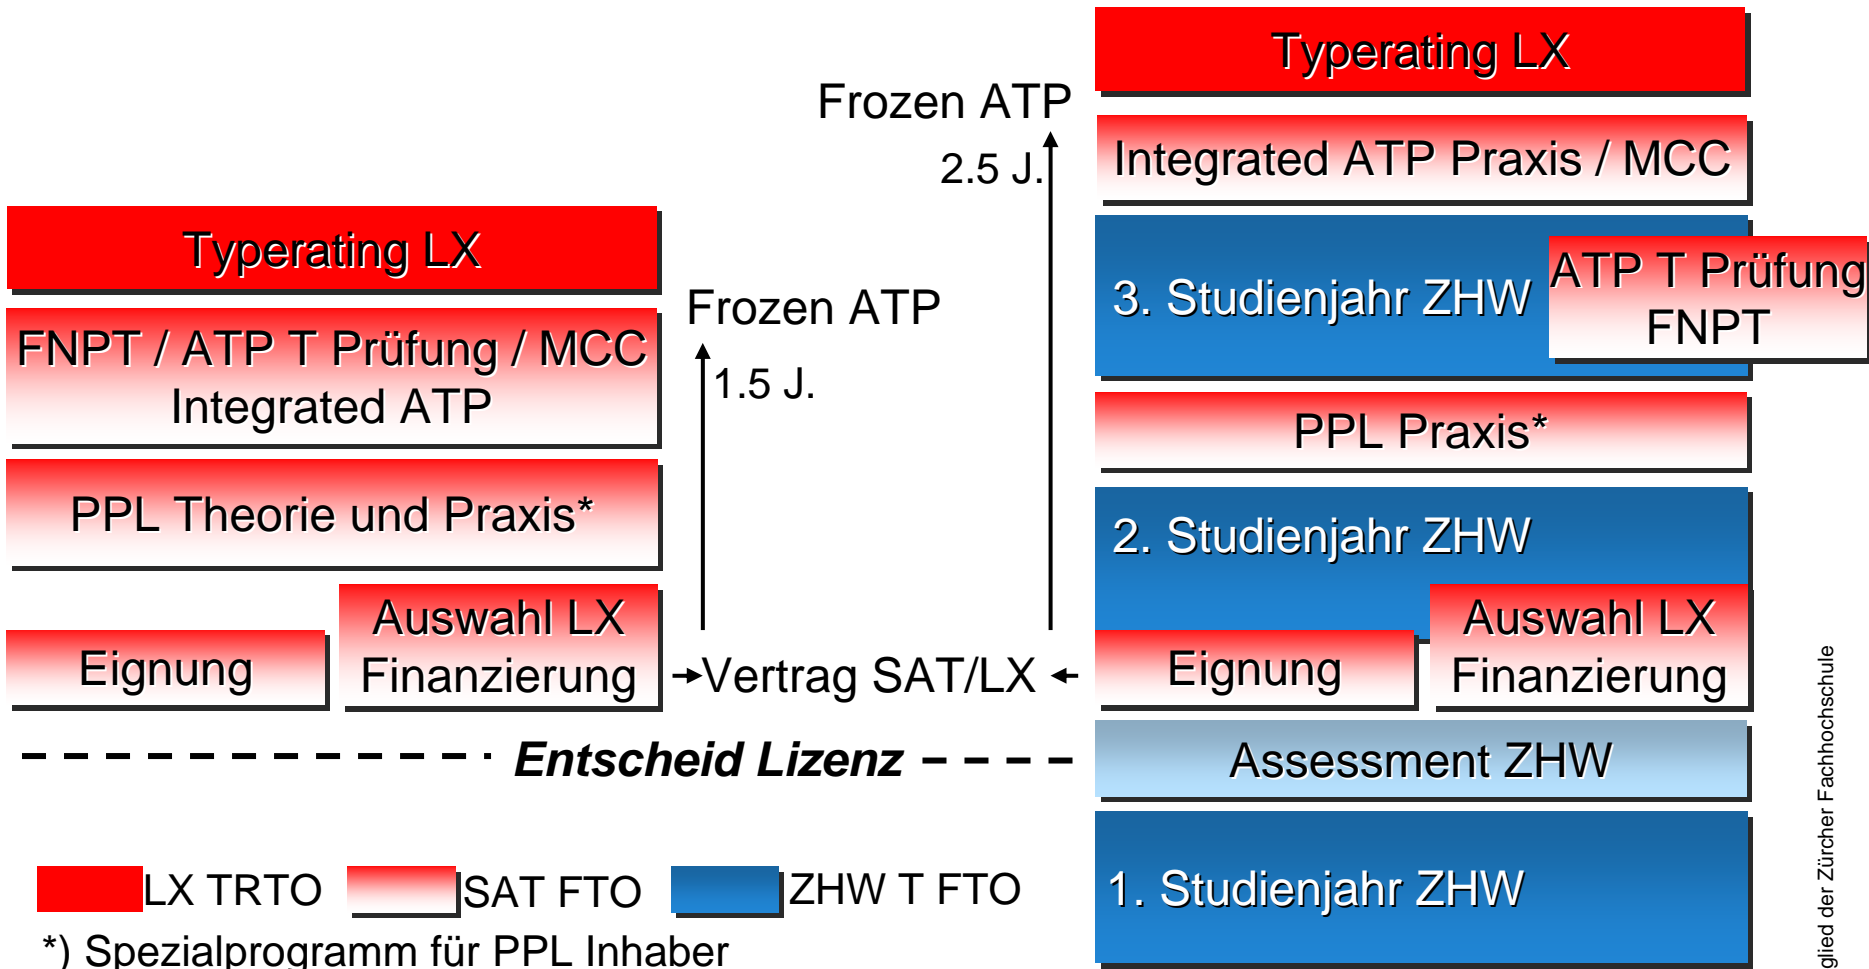 Typerating LX
FNPT / ATP T Prüfung / MCC
Integrated ATP
PPL Theorie und Praxis*
Eignung
Auswahl LX
Finanzierung
Frozen ATP
1.5 J.
Frozen ATP
2.5 J.
Vertrag SAT/LX
Entscheid Lizenz
Typerating LX
Integrated ATP Praxis / MCC
3. Studienjahr ZHW
ATP T Prüfung
FNPT
PPL Praxis*
2. Studienjahr ZHW
Eignung
Auswahl LX
Finanzierung
Assessment ZHW
1. Studienjahr ZHW
LX TRTO
SAT FTO
ZHW T FTO
*) Spezialprogramm für PPL Inhaber
glied der Zürcher Fachhochschule